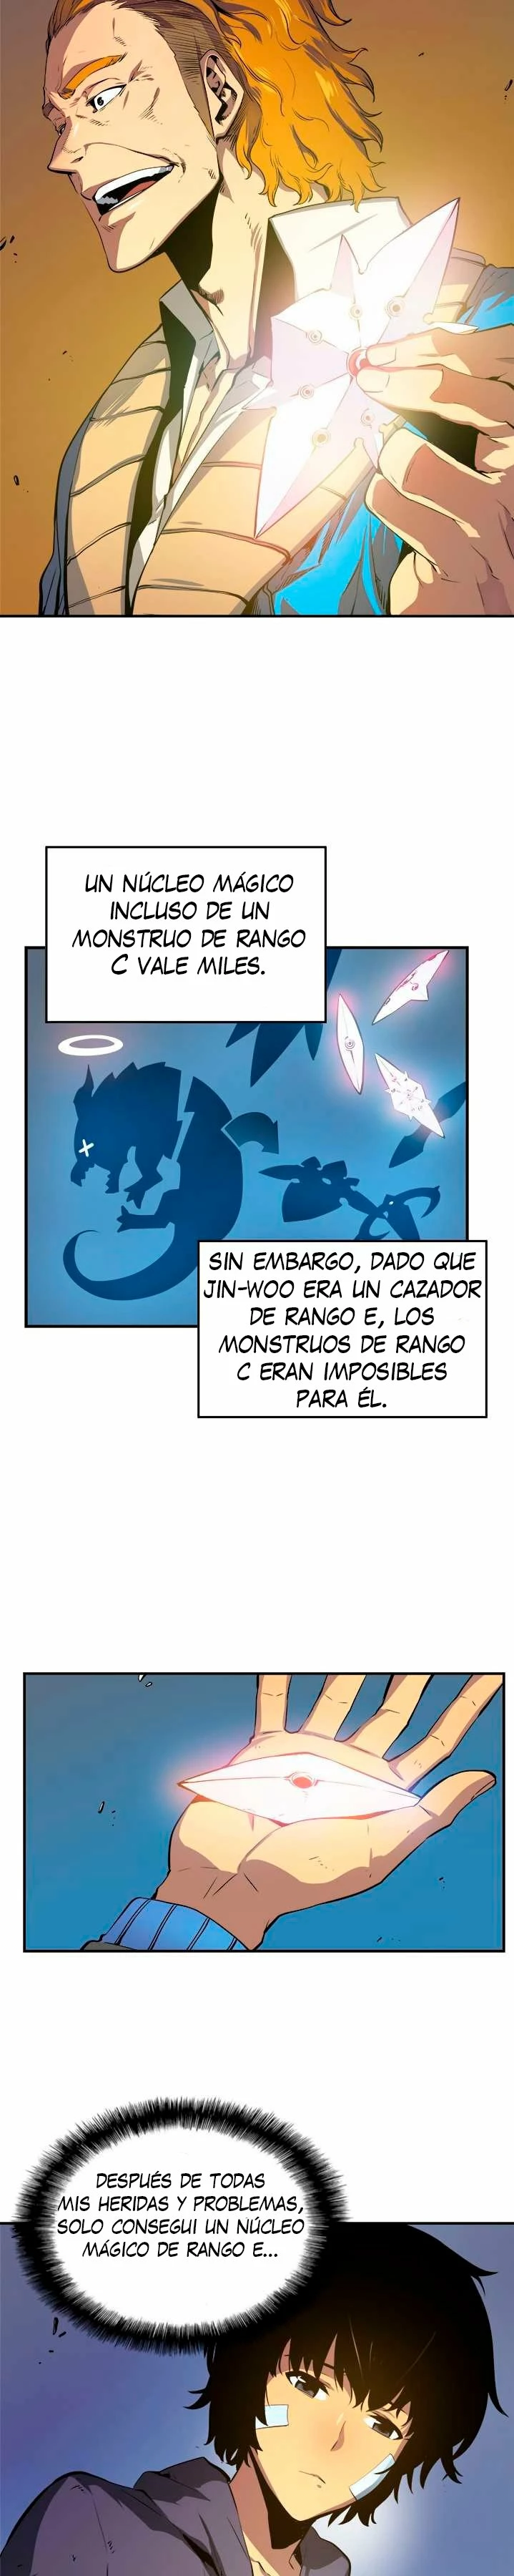 UN NÚCLEO MÁGICO
INCLUSO DE UN
MONSTRUO DE RANGO
C VALE MILES.
SIN EMBARGO, DADO QUE
JIN-WOO ERA UN CAZADOR
DE RANGO E, LOS
MONSTRUOS DE RANGO
C ERAN IMPOSIBLES
PARA ÉL.
DESPUÉS DE TODAS
MIS HERIDAS Y PROBLEMAS,
SOLO CONSEGUI UN NÚCLEO
MÁGICO DE RANGO E...